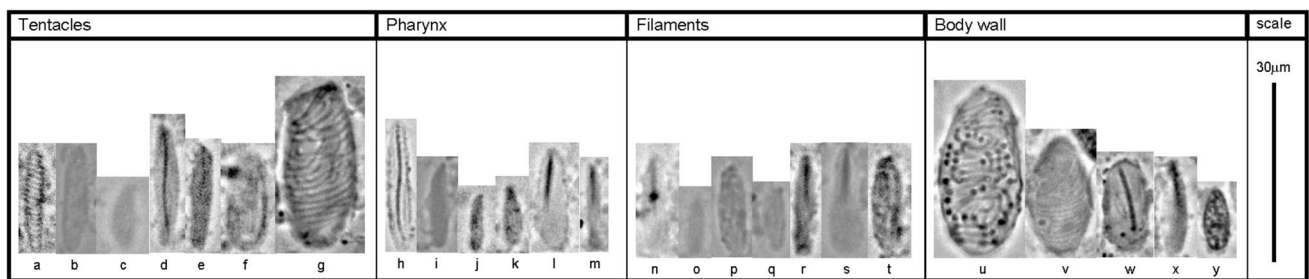 Tentacles Pharynx Filaments Body wall scale
30µm
a b c d e f g h i j k l m n o p q r s t u v w x y